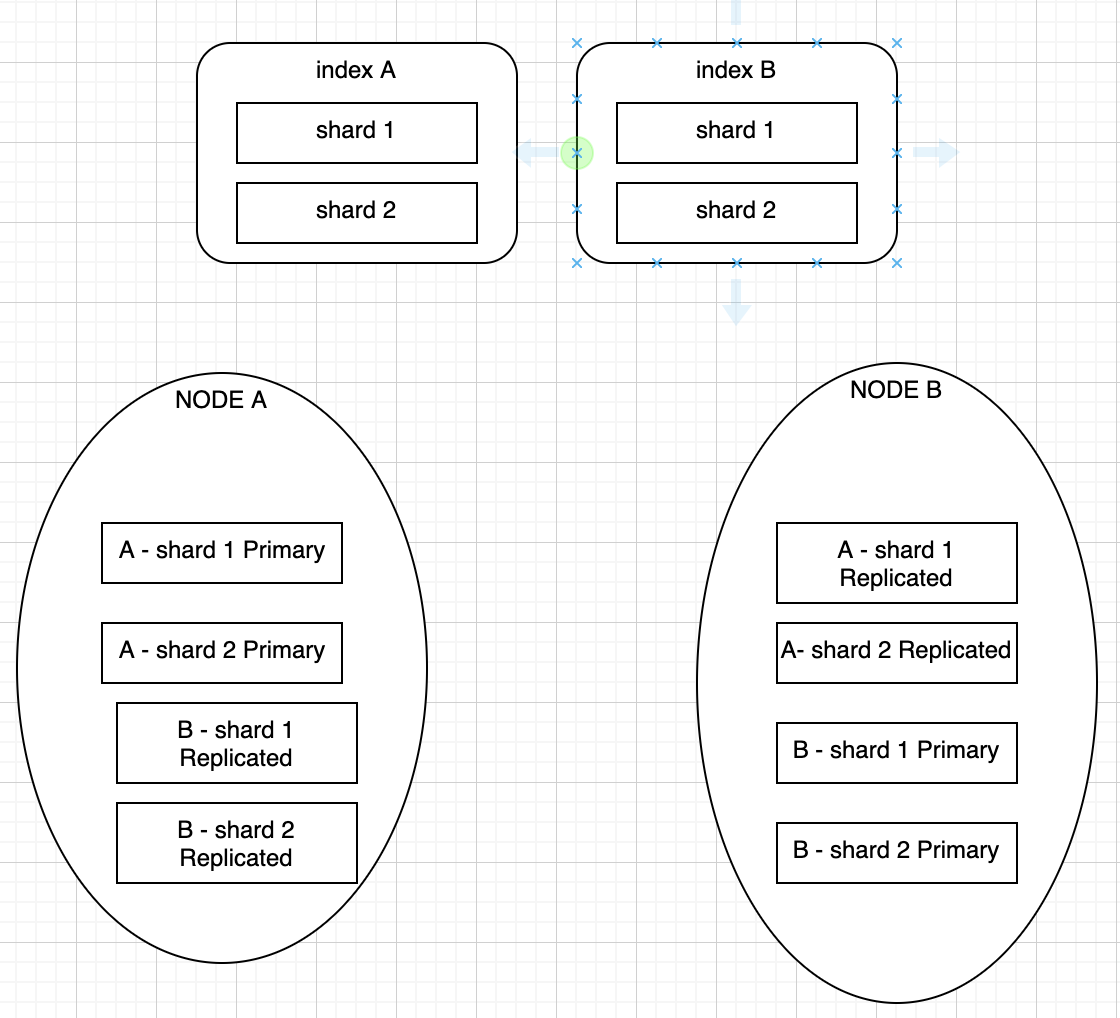 index A
shard 1
shard 2
index B
shard 1
shard 2
NODE A
A - shard 1 Primary
A - shard 2 Primary
B - shard 1
Replicated
B - shard 2
Replicated
NODE B
A - shard 1
Replicated
A- shard 2 Replicated
B - shard 1 Primary
B - shard 2 Primary